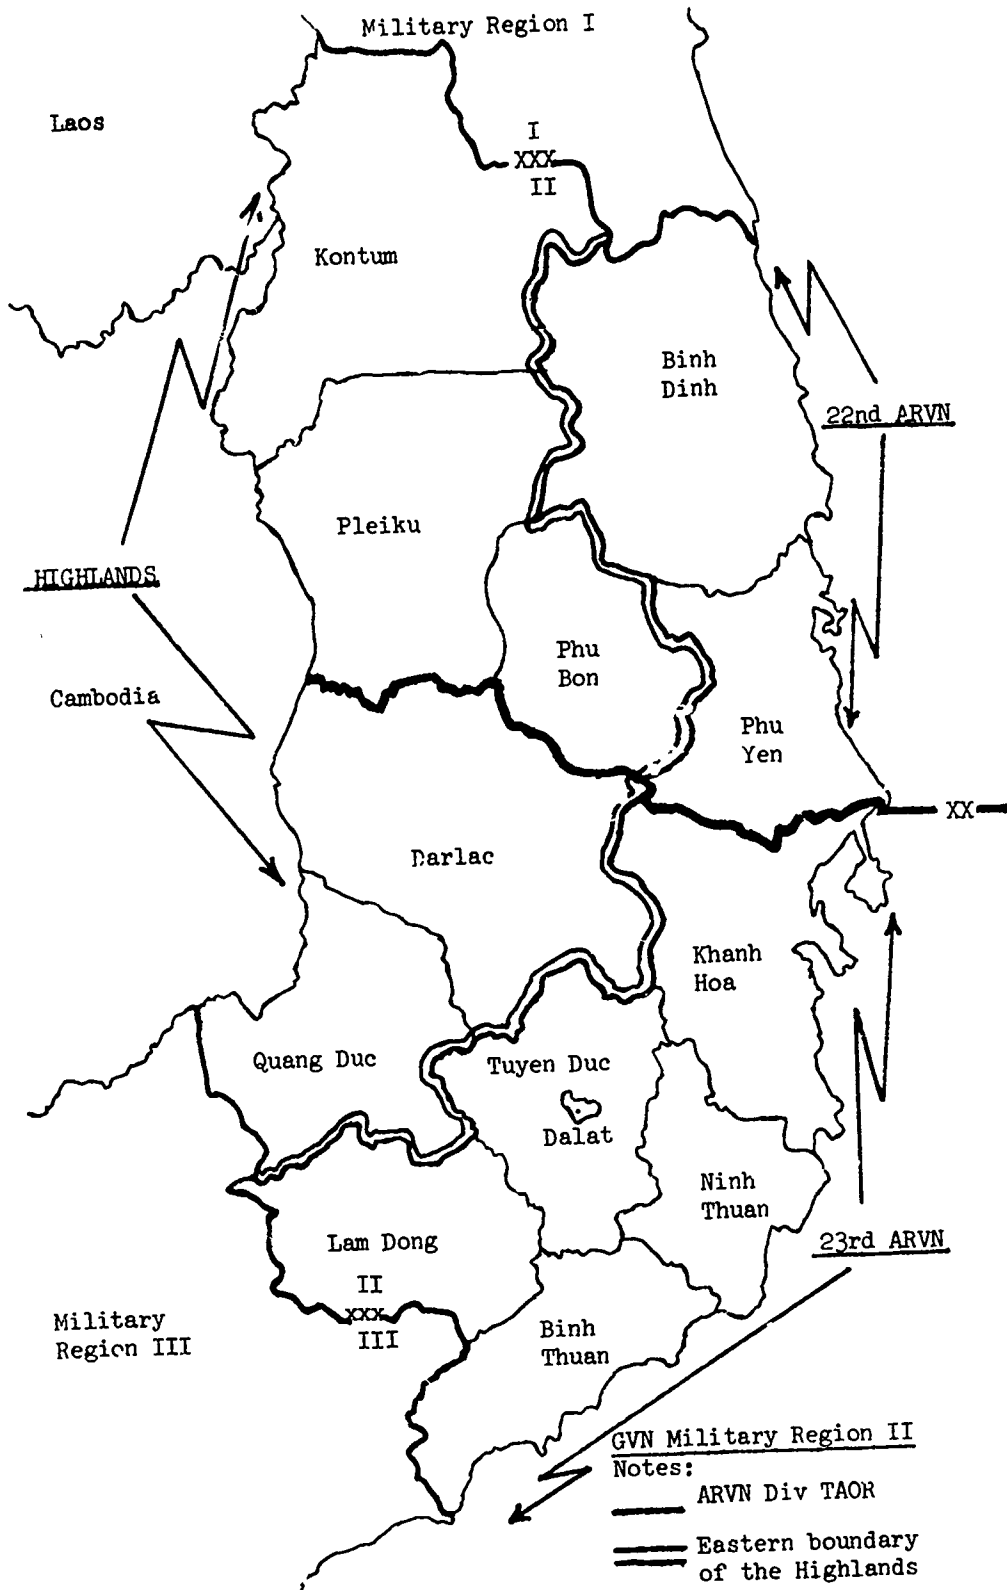 Military Region I
Laos
I
XXX
II
Kontum
Binh
Dinh
22nd ARVN
Pleiku
HIGHLANDS
Phu
Bon
Cambodia
Phu
Yen
XX
Darlac
Khanh
Hoa
Quang Duc
Tuyen Duc
Dalat
Ninh
Thuan
Lam Dong
23rd ARVN
II
XXX
III
Military
Region III
Binh
Thuan
GVN Military Region II
Notes:
ARVN Div TAOR
Eastern boundary
of the Highlands